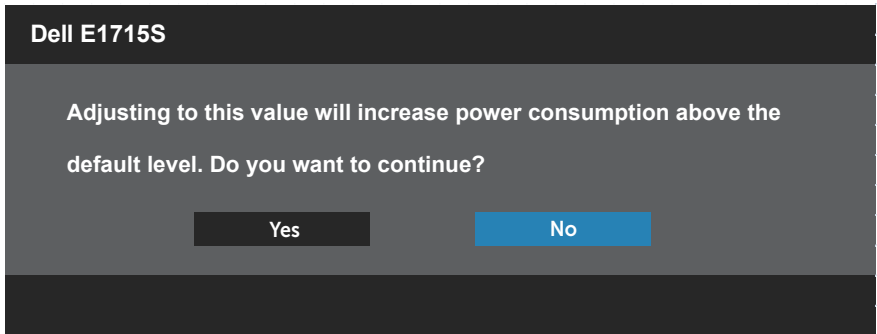 Dell E1715S
Adjusting to this value will increase power consumption above the
default level. Do you want to continue?
Yes No